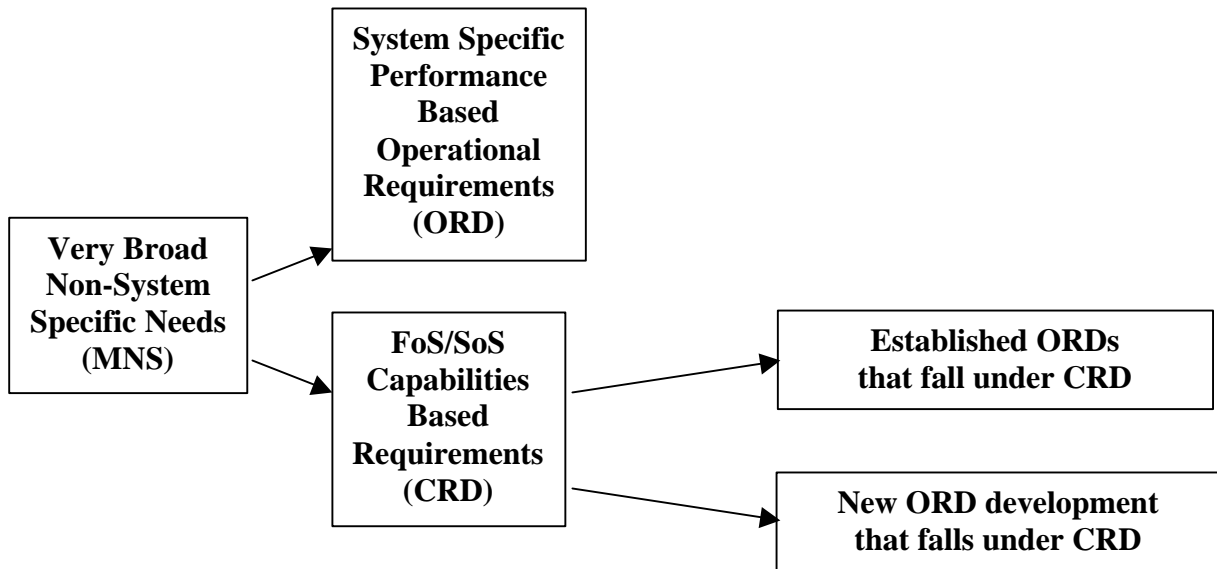 System Specific
Performance
Based
Operational
Requirements
(ORD)
Very Broad
Non-System
Specific Needs
(MNS)
FoS/SoS
Capabilities
Based
Requirements
(CRD)
Established ORDs
that fall under CRD
New ORD development
that falls under CRD